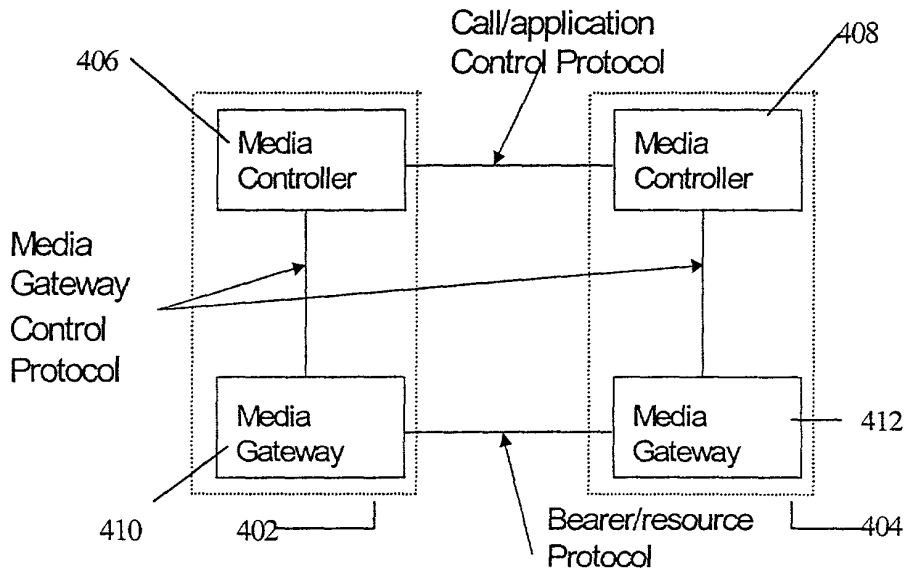 Call/application
Control Protocol
406
408
Media
Controller
Media
Controller
Media
Gateway
Control
Protocol
Media
Gateway
Media
Gateway
412
410
402
Bearer/resource
Protocol
404